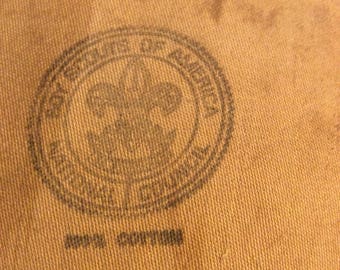 BOY SCOUTS OF AMERICA
NATIONAL COUNCIL
100% COTTON